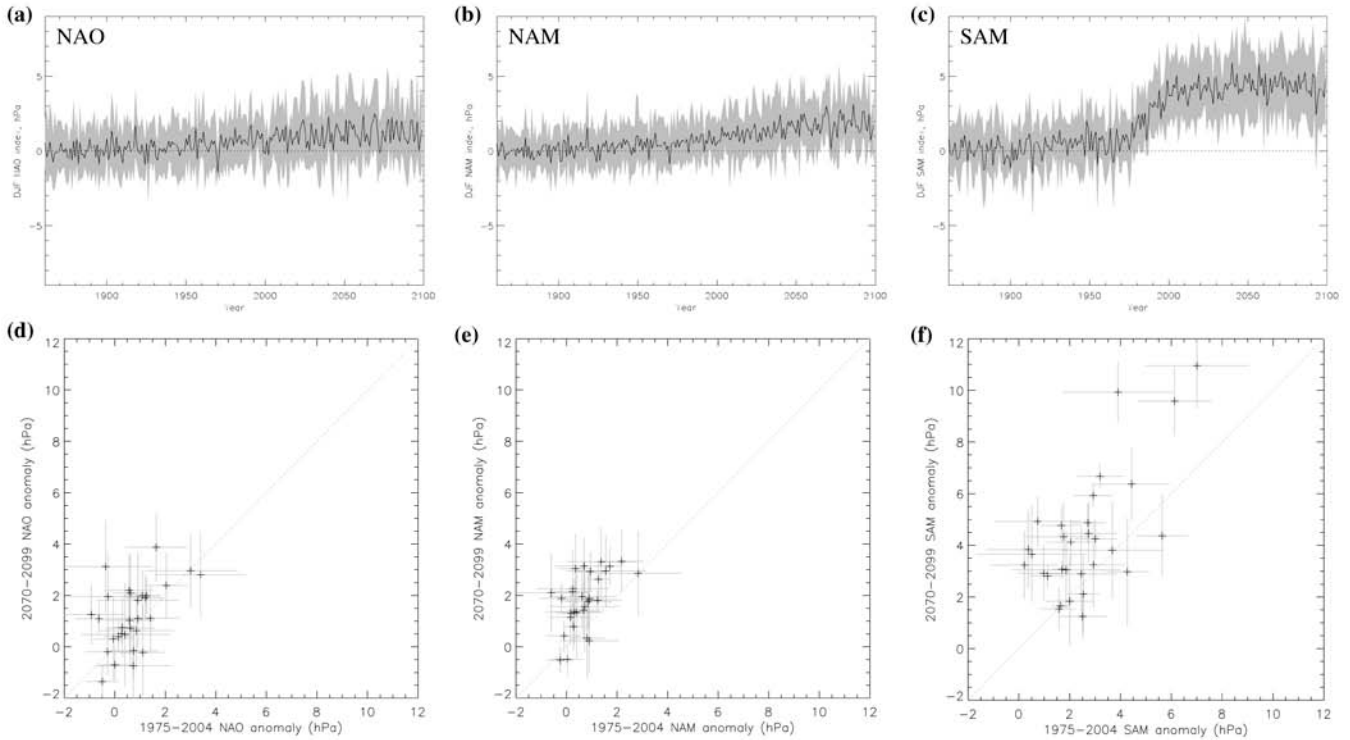 (a)
NAO
5
0
-5
DJF NAO index, hPa
1900 1950 2000 2050 2100
Year
(b)
NAM
5
0
-5
DJF NAM index, hPa
1900 1950 2000 2050 2100
Year
(c)
SAM
5
0
-5
DJF SAM index, hPa
1900 1950 2000 2050 2100
Year
(d)
12
10
8
6
4
2
0
-2
2070-2099 NAO anomaly (hPa)
-2 0 2 4 6 8 10 12
1975-2004 NAO anomaly (hPa)
(e)
12
10
8
6
4
2
0
-2
2070-2099 NAM anomaly (hPa)
-2 0 2 4 6 8 10 12
1975-2004 NAM anomaly (hPa)
(f)
12
10
8
6
4
2
0
-2
2070-2099 SAM anomaly (hPa)
-2 0 2 4 6 8 10 12
1975-2004 SAM anomaly (hPa)